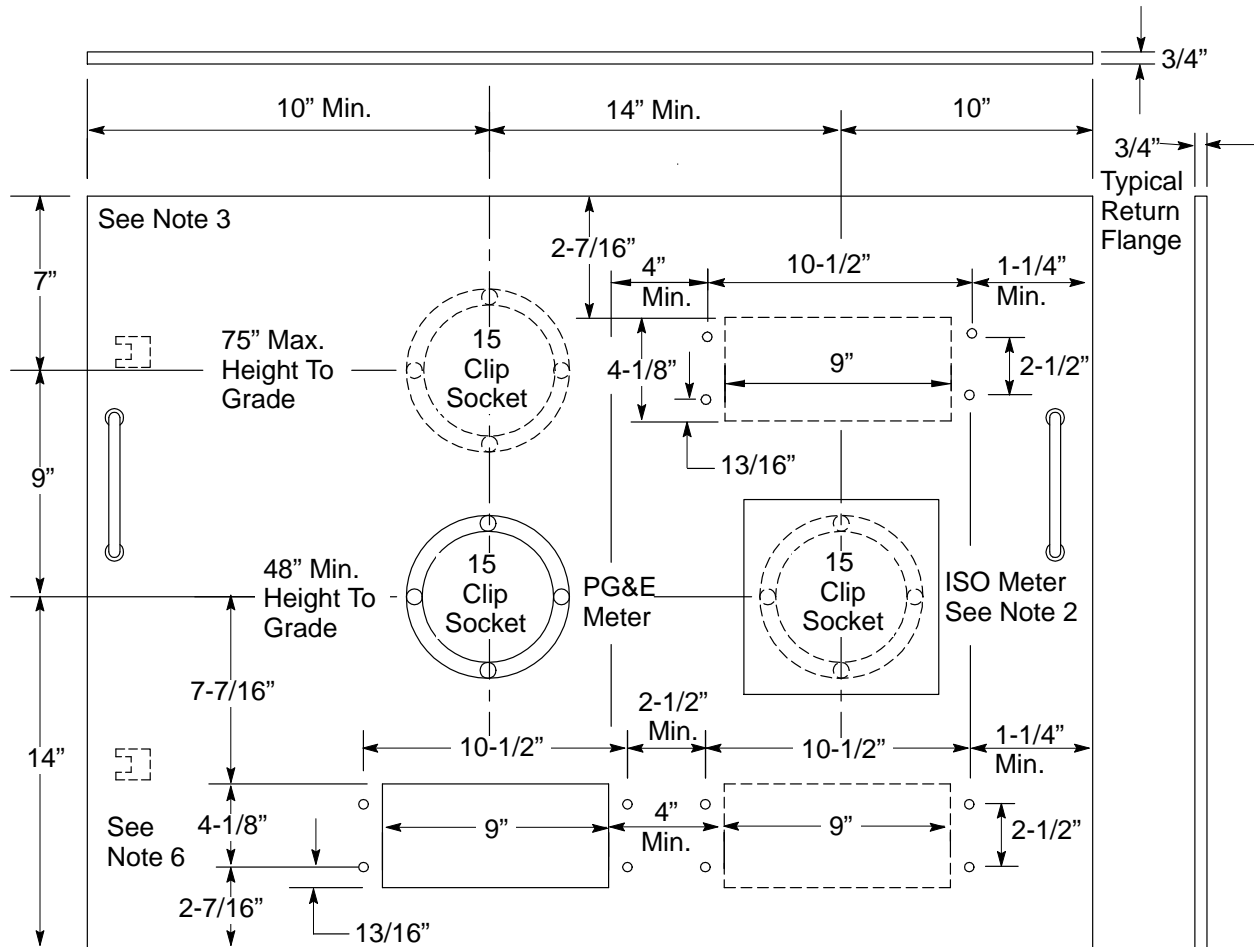 3/4”
10” Min.
14” Min.
10”
3/4”
Typical
Return
Flange
See Note 3
2-7/16”
4”
Min.
10-1/2”
1-1/4”
Min.
7”
75” Max.
Height To
Grade
15
Clip
Socket
4-1/8”
9”
2-1/2”
13/16”
9”
48” Min.
Height To
Grade
15
Clip
Socket
PG&E
Meter
15
Clip
Socket
ISO Meter
See Note 2
7-7/16”
2-1/2”
Min.
14”
10-1/2”
10-1/2”
1-1/4”
Min.
See
Note 6
4-1/8”
9”
4”
Min.
9”
2-1/2”
2-7/16”
13/16”